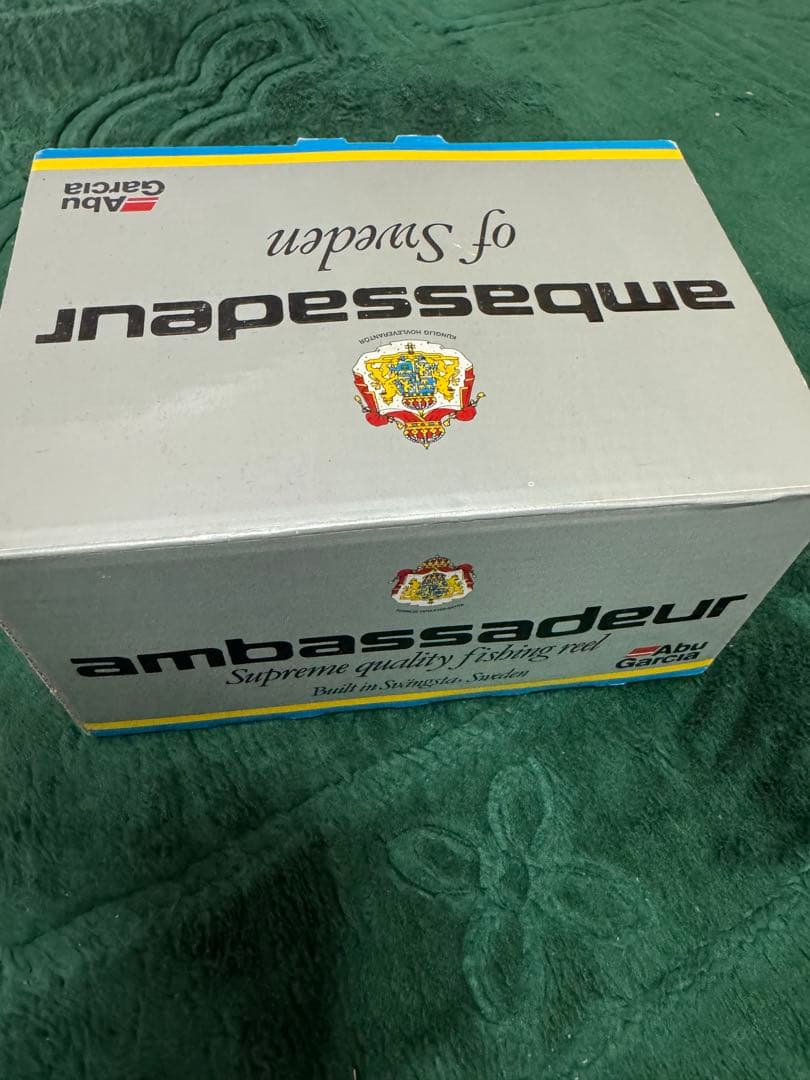 Abu
Garcia
of Sweden
ambassadeur
KUNGLIG HOVLEVERANTÖR
ambassadeur
Supreme quality fishing reel
Built in Svängsta, Sweden
Abu
Garcia